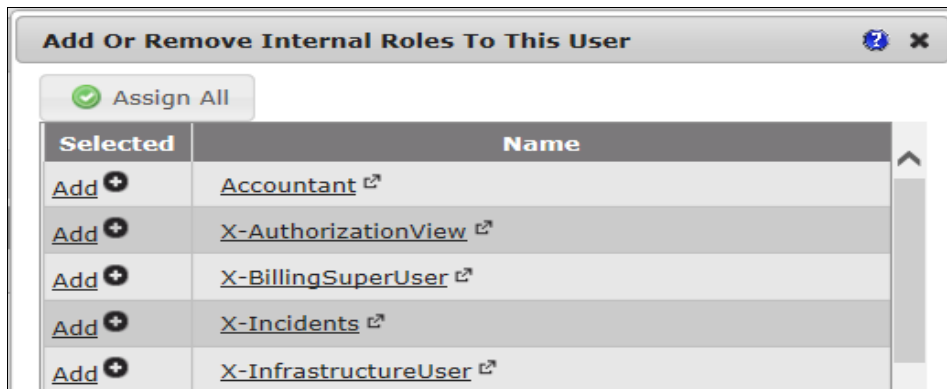 Add Or Remove Internal Roles To This User ?
Assign All
Selected Name
Add Accountant
Add X-AuthorizationView
Add X-BillingSuperUser
Add X-Incidents
Add X-InfrastructureUser